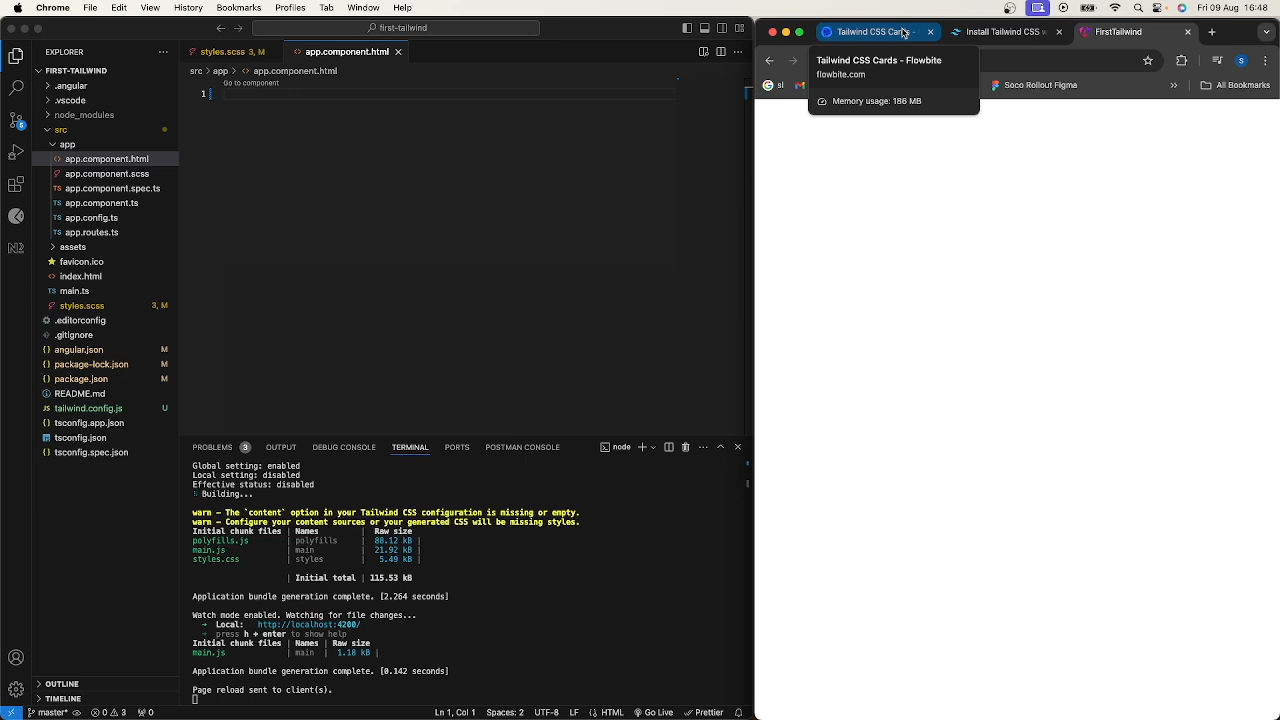 Chrome File Edit View History Bookmarks Profiles Tab Window Help
Fri 09 Aug 16:46
first-tailwind
Tailwind CSS Cards -
Install Tailwind CSS w
FirstTailwind
EXPLORER
styles.scss 3, M
app.component.html
Tailwind CSS Cards - Flowbite
flowbite.com
FIRST-TAILWIND
src > app > app.component.html
Go to component
1
Soco Rollout Figma
All Bookmarks
Memory usage: 186 MB
.angular
.vscode
node_modules
src
app
app.component.html
app.component.scss
TS app.component.spec.ts
TS app.component.ts
TS app.config.ts
TS app.routes.ts
assets
favicon.ico
index.html
TS main.ts
styles.scss 3, M
.editorconfig
.gitignore
angular.json M
package-lock.json M
package.json M
README.md
JS tailwind.config.js U
tsconfig.app.json
tsconfig.json
tsconfig.spec.json
PROBLEMS 3 OUTPUT DEBUG CONSOLE TERMINAL PORTS POSTMAN CONSOLE node
Global setting: enabled
Local setting: disabled
Effective status: disabled
Building...
warn – The `content` option in your Tailwind CSS configuration is missing or empty.
warn – Configure your content sources or your generated CSS will be missing styles.
Initial chunk files | Names | Raw size
polyfills.js | polyfills | 88.12 kB |
main.js | main | 21.92 kB |
styles.css | styles | 5.49 kB |
| Initial total | 115.53 kB
Application bundle generation complete. [2.264 seconds]
Watch mode enabled. Watching for file changes...
➜ Local: http://localhost:4200/
➜ press h + enter to show help
Initial chunk files | Names | Raw size
main.js | main | 1.18 kB |
Application bundle generation complete. [0.142 seconds]
Page reload sent to client(s).
OUTLINE
TIMELINE
master* 0 3 0
Ln 1, Col 1 Spaces: 2 UTF-8 LF HTML Go Live Prettier